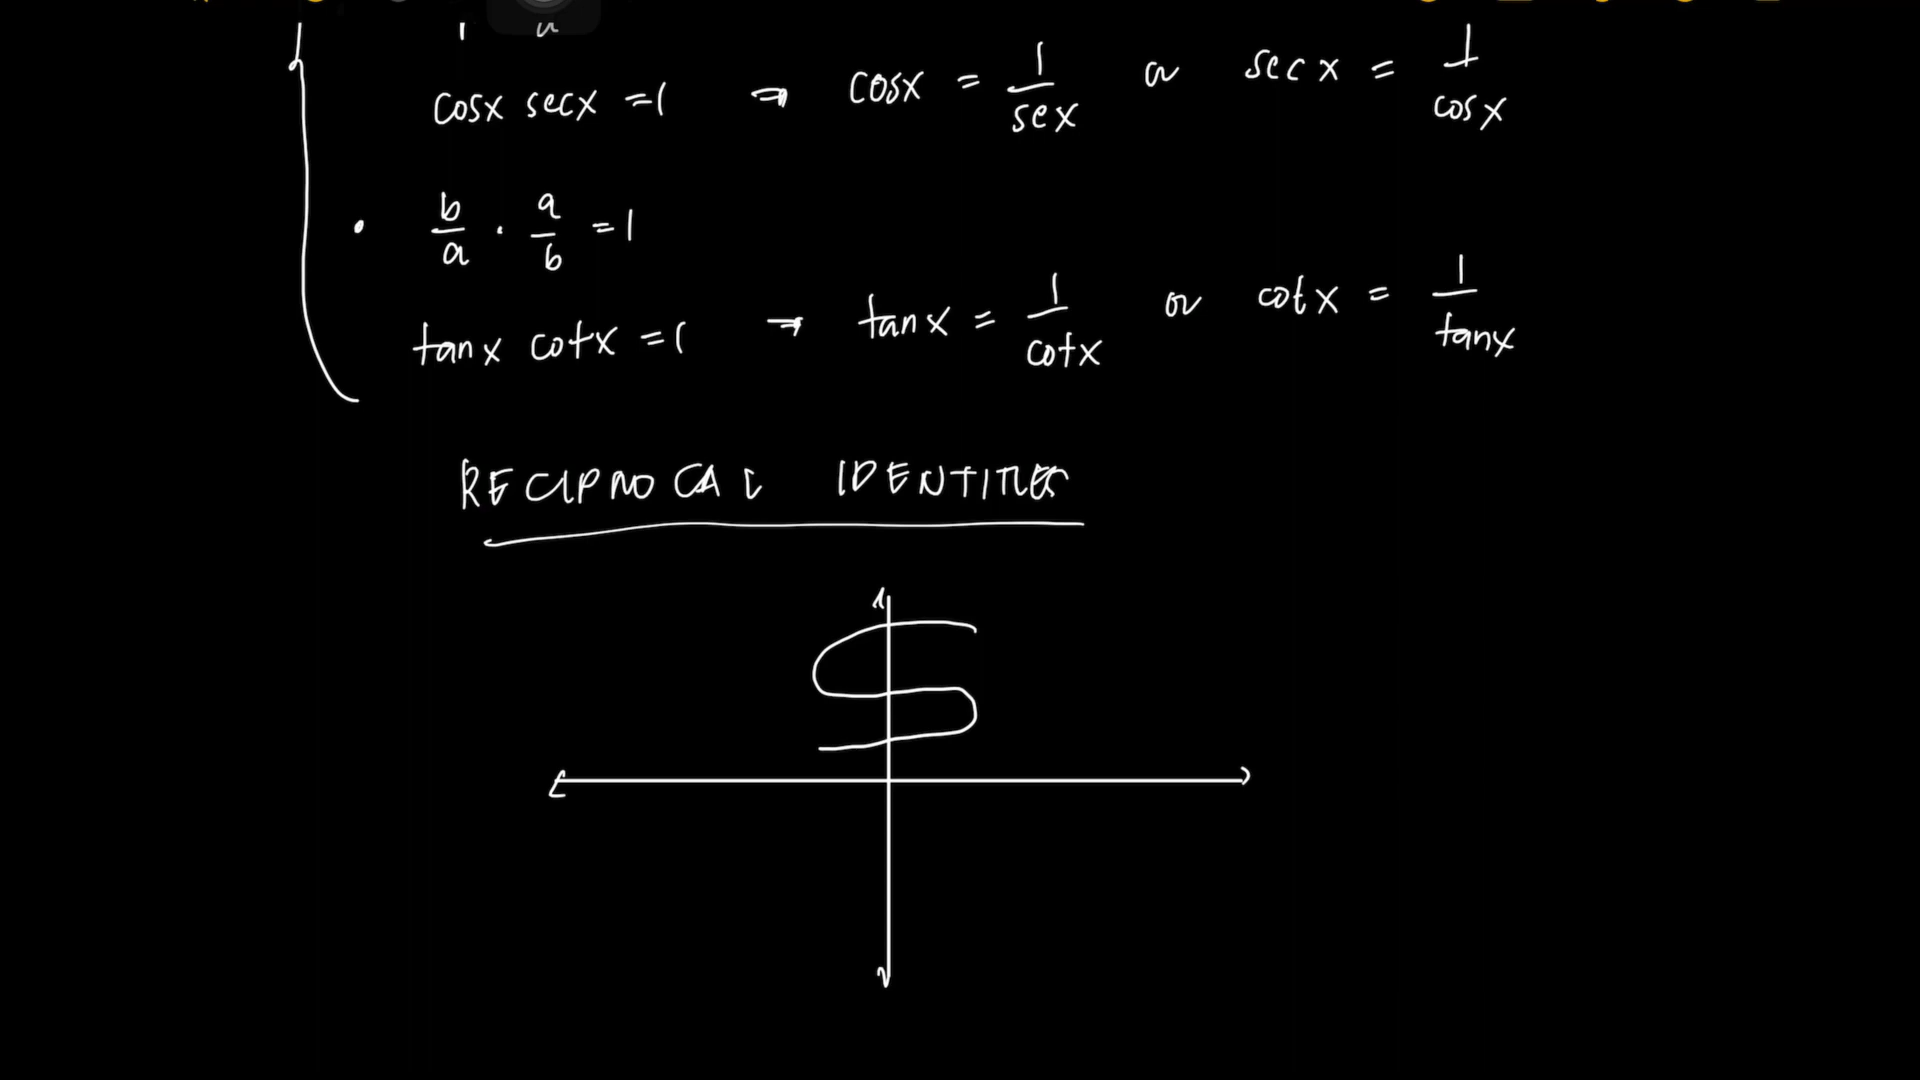 cosx secx = 1 ⇒ cosx = 1/sex or secx = 1/cosx
• b/a · a/b = 1
tanx cotx = 1 ⇒ tanx = 1/cotx or cotx = 1/tanx
RECIPROCAL IDENTITIES